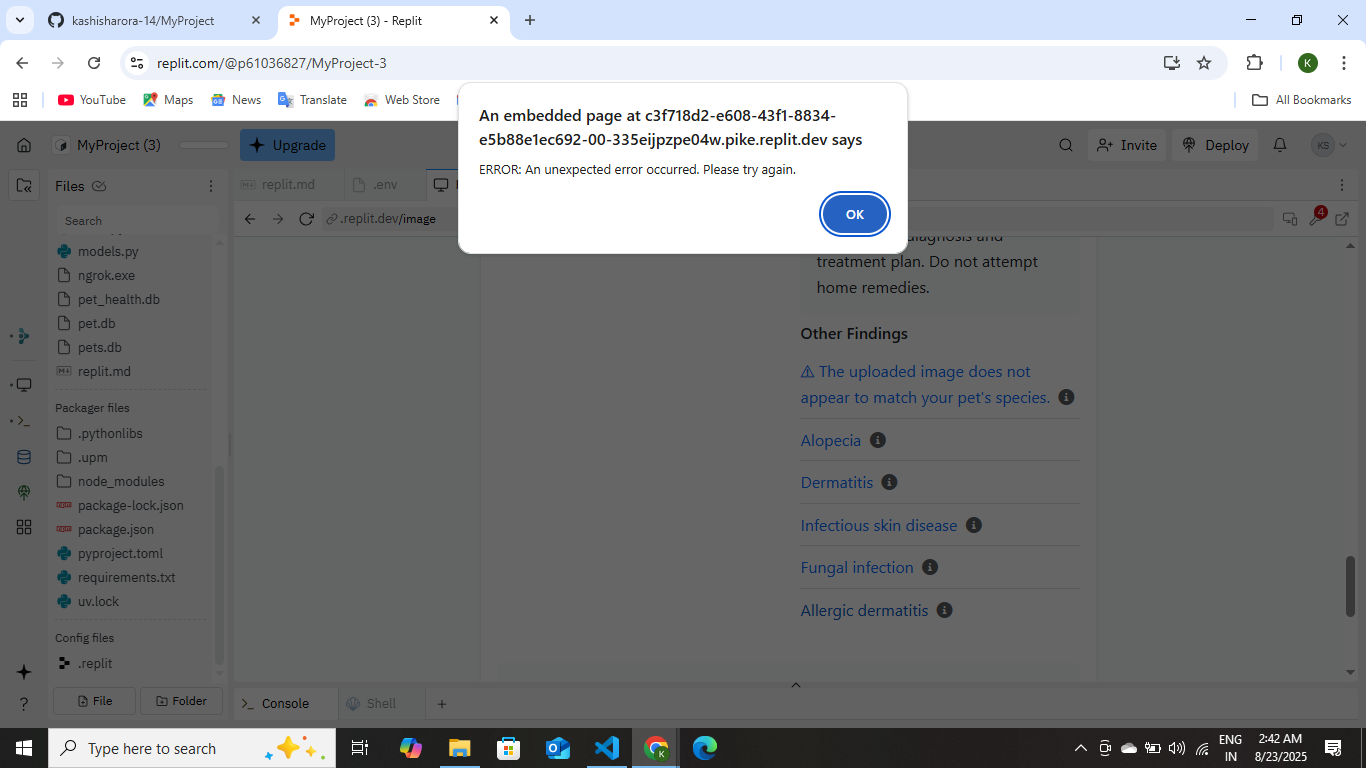 kashisharora-14/MyProject
MyProject (3) - Replit
replit.com/@p61036827/MyProject-3
K
YouTube
Maps
News
Translate
Web Store
All Bookmarks
An embedded page at c3f718d2-e608-43f1-8834-
e5b88e1ec692-00-335eijpzpe04w.pike.replit.dev says
ERROR: An unexpected error occurred. Please try again.
OK
MyProject (3)
Upgrade
Invite
Deploy
KS
Files
replit.md
.env
Search
.replit.dev/image
4
models.py
ngrok.exe
pet_health.db
pet.db
pets.db
replit.md
Packager files
.pythonlibs
.upm
node_modules
package-lock.json
package.json
pyproject.toml
requirements.txt
uv.lock
Config files
.replit
File
Folder
diagnosis and
treatment plan. Do not attempt
home remedies.
Other Findings
⚠ The uploaded image does not
appear to match your pet's species.
Alopecia
Dermatitis
Infectious skin disease
Fungal infection
Allergic dermatitis
Console
Shell
Type here to search
ENG
IN
2:42 AM
8/23/2025